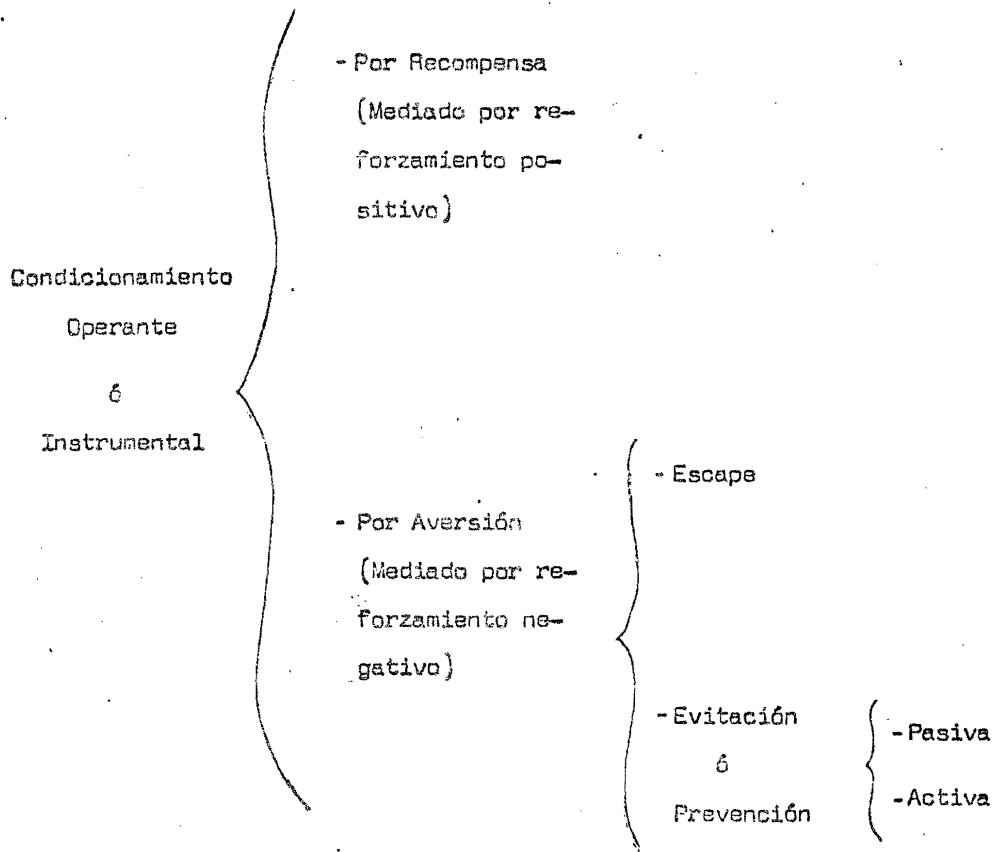 - Por Recompensa
(Mediado por re-
forzamiento po-
sitivo)
Condicionamiento
Operante
ó
Instrumental
- Por Aversión
(Mediado por re-
forzamiento ne-
gativo)
- Escape
- Evitación
ó
Prevención
- Pasiva
- Activa